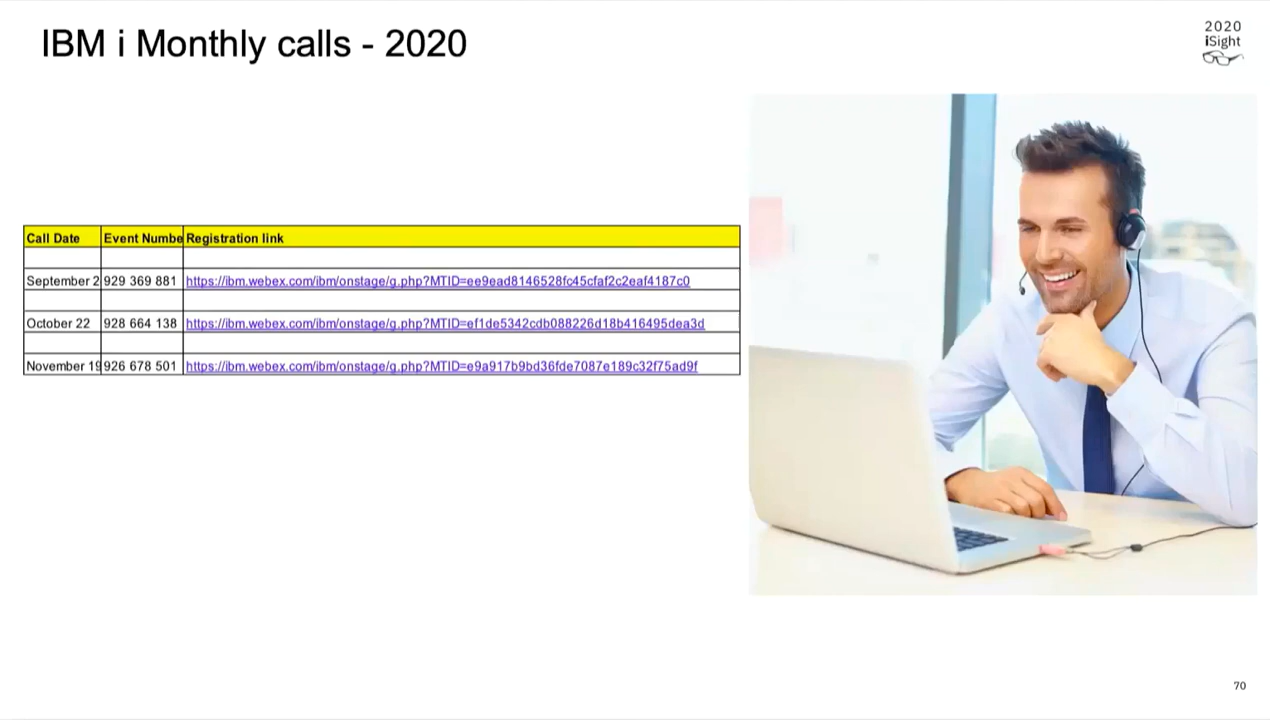 IBM i Monthly calls - 2020
2020
iSight
Call Date Event Numbe Registration link
September 2 929 369 881 https://ibm.webex.com/ibm/onstage/g.php?MTID=ee9ead8146528fc45cfaf2c2eaf4187c0
October 22 928 664 138 https://ibm.webex.com/ibm/onstage/g.php?MTID=ef1de5342cdb088226d18b416495dea3d
November 19 926 678 501 https://ibm.webex.com/ibm/onstage/g.php?MTID=e9a917b9bd36fde7087e189c32f75ad9f
70